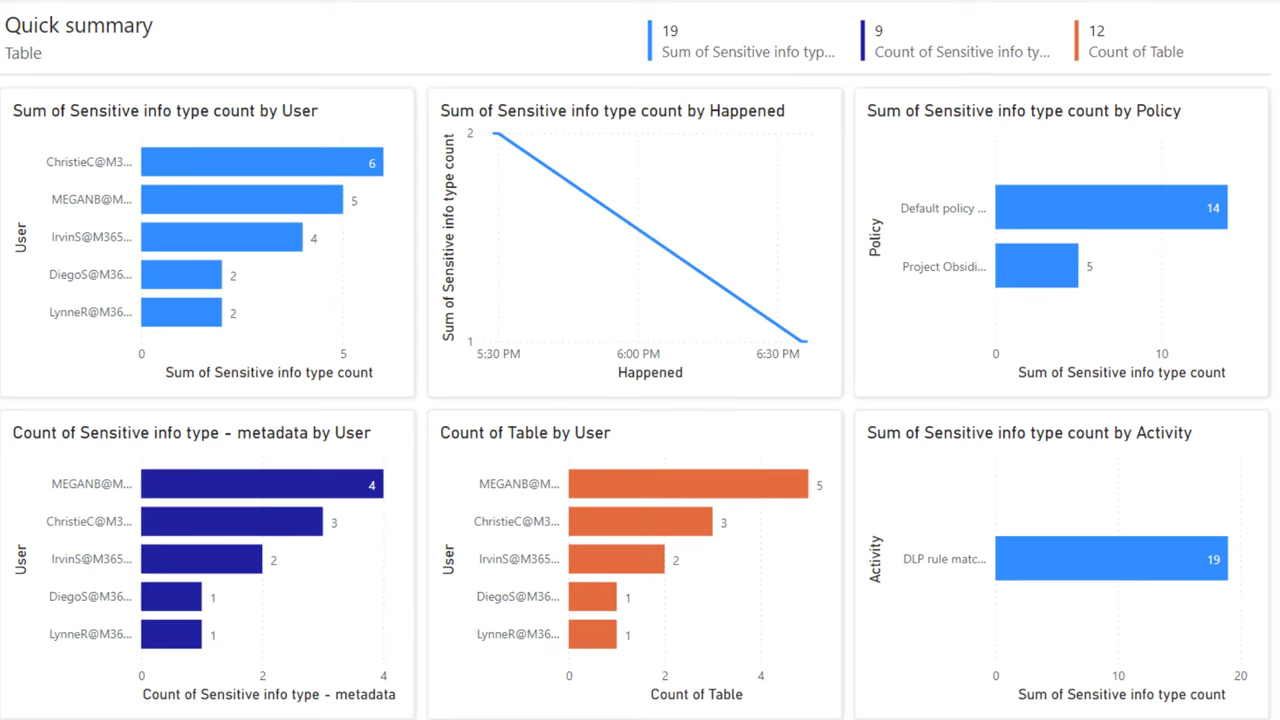 Quick summary
Table
19
Sum of Sensitive info typ...
9
Count of Sensitive info ty...
12
Count of Table
Sum of Sensitive info type count by User
User
ChristieC@M3...
6
MEGANB@M...
5
IrvinS@M365...
4
DiegoS@M36...
2
LynneR@M36...
2
0
5
Sum of Sensitive info type count
Sum of Sensitive info type count by Happened
Sum of Sensitive info type count
2
1
5:30 PM
6:00 PM
6:30 PM
Happened
Sum of Sensitive info type count by Policy
Policy
Default policy ...
14
Project Obsidi...
5
0
10
Sum of Sensitive info type count
Count of Sensitive info type - metadata by User
User
MEGANB@M...
4
ChristieC@M3...
3
IrvinS@M365...
2
DiegoS@M36...
1
LynneR@M36...
1
0
2
4
Count of Sensitive info type - metadata
Count of Table by User
User
MEGANB@M...
5
ChristieC@M3...
3
IrvinS@M365...
2
DiegoS@M36...
1
LynneR@M36...
1
0
2
4
Count of Table
Sum of Sensitive info type count by Activity
Activity
DLP rule matc...
19
0
10
20
Sum of Sensitive info type count